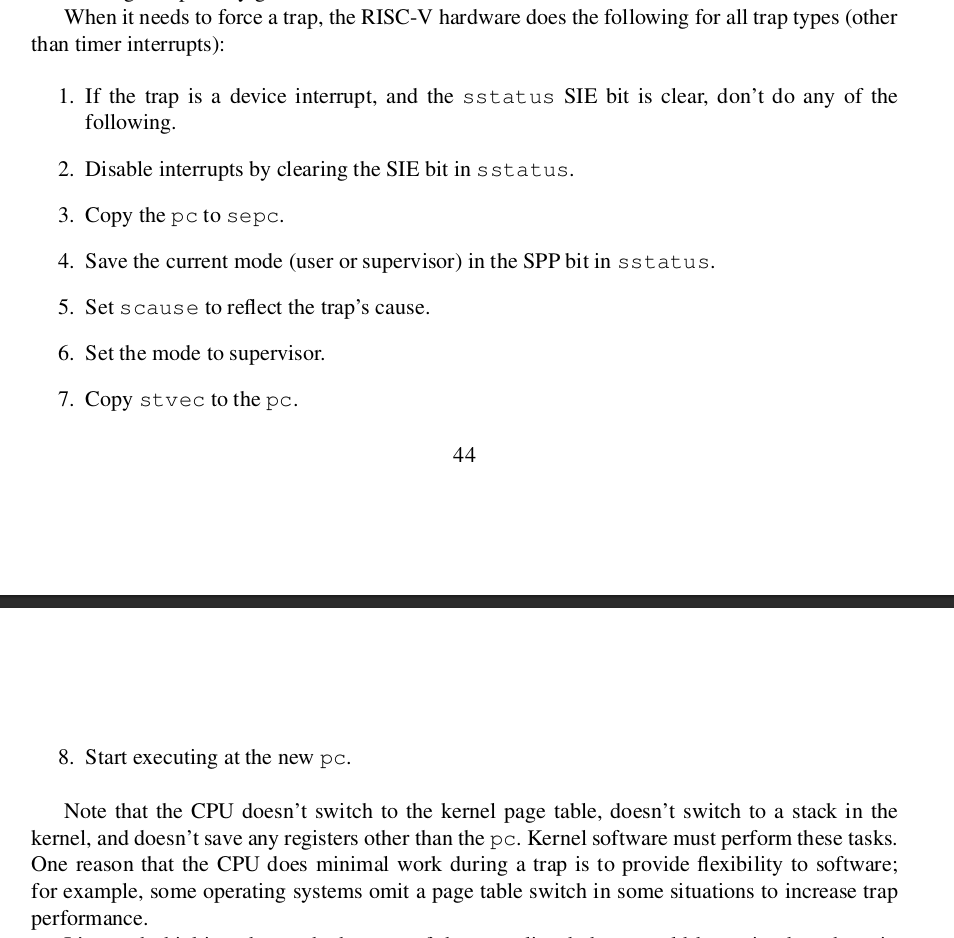 When it needs to force a trap, the RISC-V hardware does the following for all trap types (other
than timer interrupts):
1. If the trap is a device interrupt, and the sstatus SIE bit is clear, don't do any of the
following.
2. Disable interrupts by clearing the SIE bit in sstatus.
3. Copy the pc to sepc.
4. Save the current mode (user or supervisor) in the SPP bit in sstatus.
5. Set scause to reflect the trap's cause.
6. Set the mode to supervisor.
7. Copy stvec to the pc.
44
8. Start executing at the new pc.
Note that the CPU doesn't switch to the kernel page table, doesn't switch to a stack in the
kernel, and doesn't save any registers other than the pc. Kernel software must perform these tasks.
One reason that the CPU does minimal work during a trap is to provide flexibility to software;
for example, some operating systems omit a page table switch in some situations to increase trap
performance.